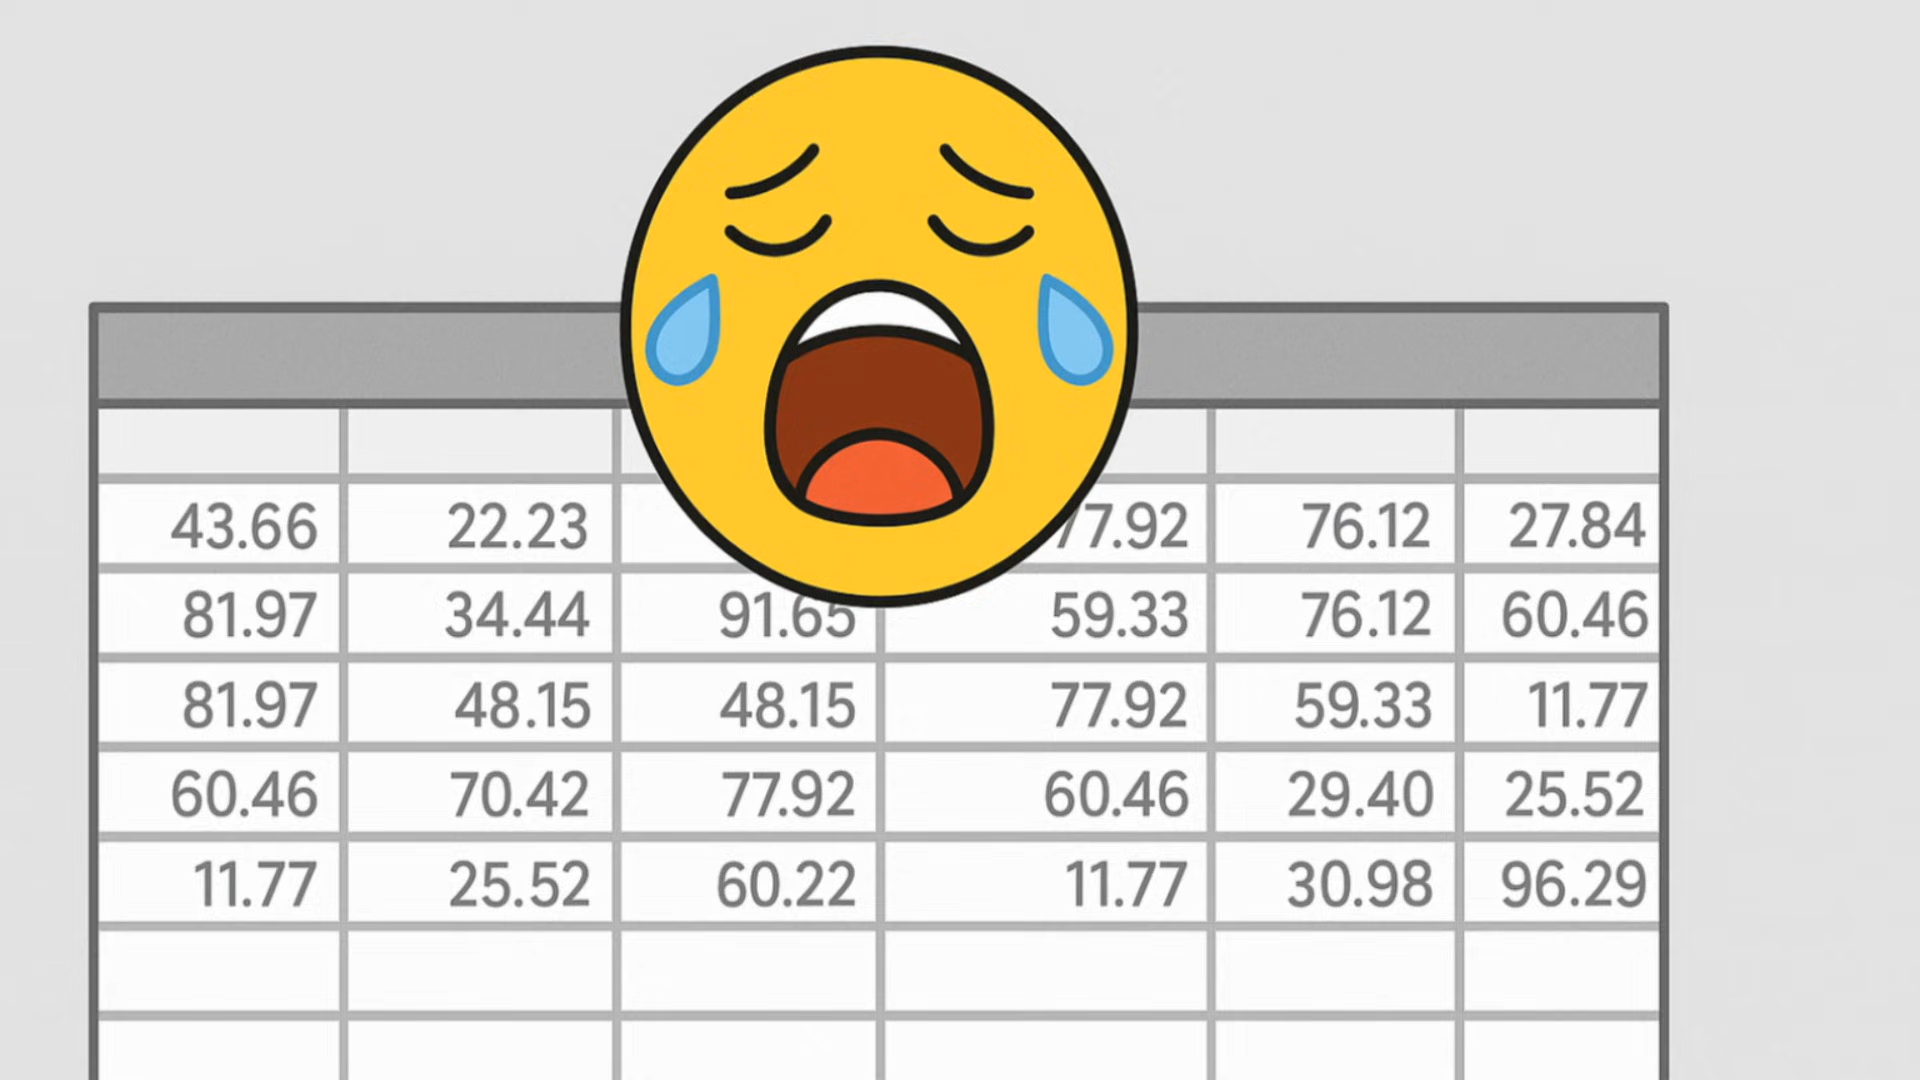 43.66 22.23 77.92 76.12 27.84
81.97 34.44 91.65 59.33 76.12 60.46
81.97 48.15 48.15 77.92 59.33 11.77
60.46 70.42 77.92 60.46 29.40 25.52
11.77 25.52 60.22 11.77 30.98 96.29